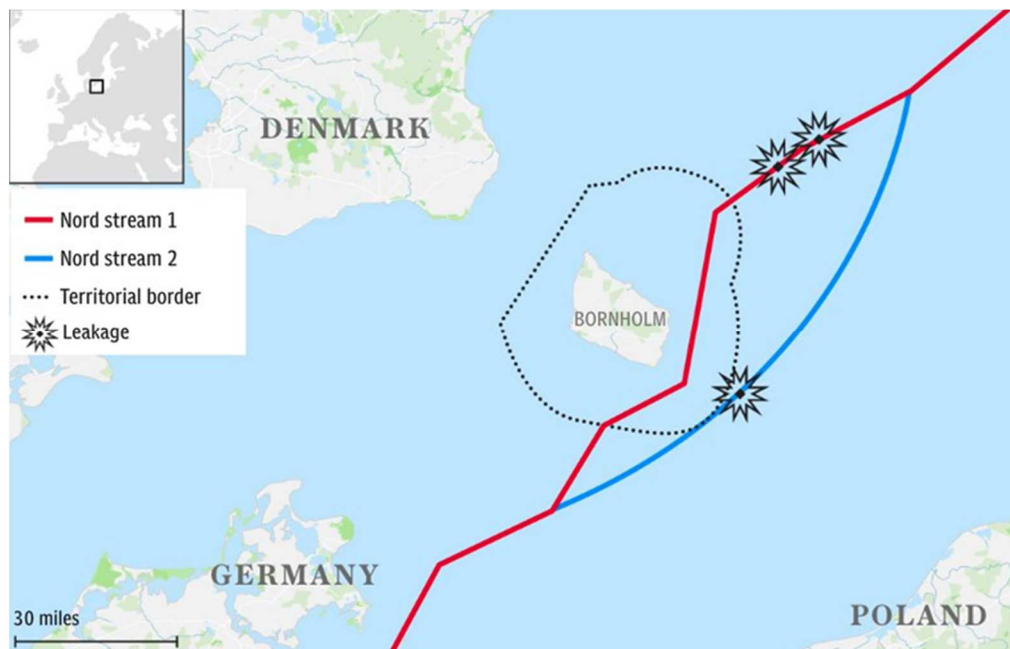 DENMARK
Nord stream 1
Nord stream 2
Territorial border
Leakage
BORNHOLM
GERMANY
POLAND
30 miles